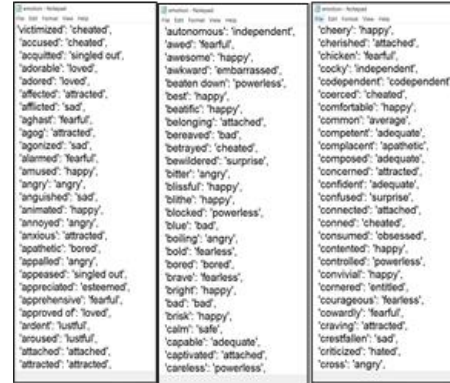 emotion - Notepad
File Edit Format View Help
'victimized': 'cheated',
'accused': 'cheated',
'acquitted': 'singled out',
'adorable': 'loved',
'adored': 'loved',
'affected': 'attracted',
'afflicted': 'sad',
'aghast': 'fearful',
'agog': 'attracted',
'agonized': 'sad',
'alarmed': 'fearful',
'amused': 'happy',
'angry': 'angry',
'anguished': 'sad',
'animated': 'happy',
'annoyed': 'angry',
'anxious': 'attracted',
'apathetic': 'bored',
'appalled': 'angry',
'appeased': 'singled out',
'appreciated': 'esteemed',
'apprehensive': 'fearful',
'approved of': 'loved',
'ardent': 'lustful',
'aroused': 'lustful',
'attached': 'attached',
'attracted': 'attracted',
emotion - Notepad
File Edit Format View Help
'autonomous': 'independent',
'awed': 'fearful',
'awesome': 'happy',
'awkward': 'embarrassed',
'beaten down': 'powerless',
'best': 'happy',
'beatific': 'happy',
'belonging': 'attached',
'bereaved': 'bad',
'betrayed': 'cheated',
'bewildered': 'surprise',
'bitter': 'angry',
'blissful': 'happy',
'blithe': 'happy',
'blocked': 'powerless',
'blue': 'bad',
'boiling': 'angry',
'bold': 'fearless',
'bored': 'bored',
'brave': 'fearless',
'bright': 'happy',
'bad': 'bad',
'brisk': 'happy',
'calm': 'safe',
'capable': 'adequate',
'captivated': 'attached',
'careless': 'powerless',
emotion - Notepad
File Edit Format View Help
'cheery': 'happy',
'cherished': 'attached',
'chicken': 'fearful',
'cocky': 'independent',
'codependent': 'codependent'
'coerced': 'cheated',
'comfortable': 'happy',
'common': 'average',
'competent': 'adequate',
'complacent': 'apathetic',
'composed': 'adequate',
'concerned': 'attracted',
'confident': 'adequate',
'confused': 'surprise',
'connected': 'attached',
'conned': 'cheated',
'consumed': 'obsessed',
'contented': 'happy',
'controlled': 'powerless',
'convivial': 'happy',
'cornered': 'entitled',
'courageous': 'fearless',
'cowardly': 'fearful',
'craving': 'attracted',
'crestfallen': 'sad',
'criticized': 'hated',
'cross': 'angry',